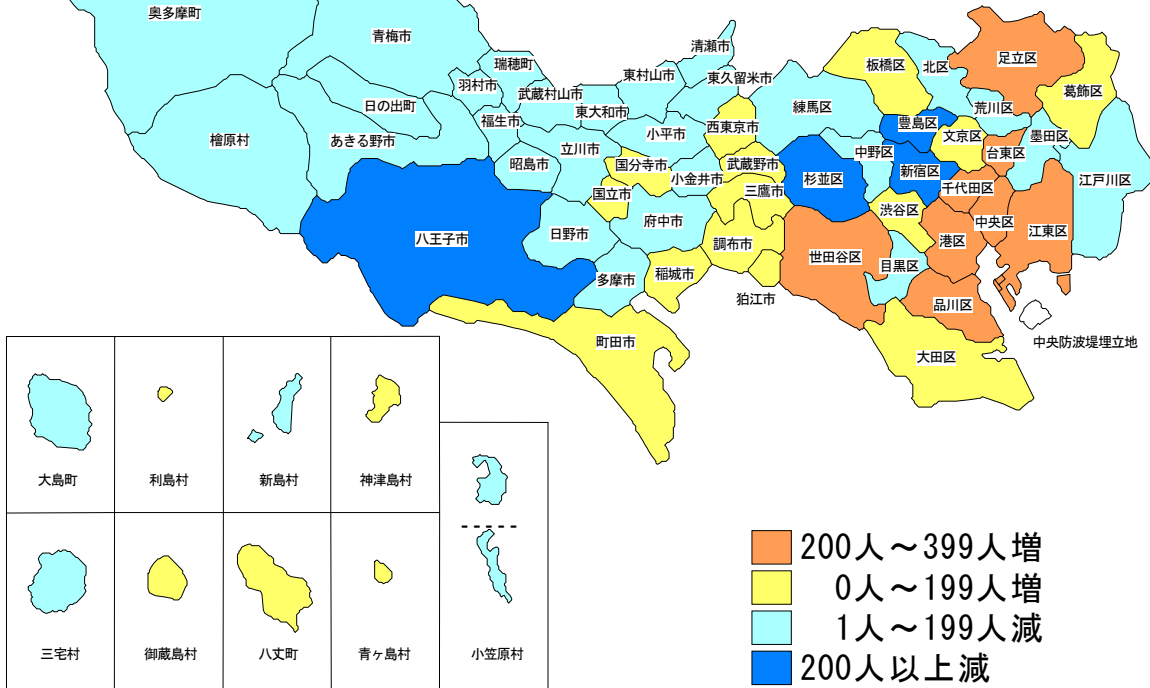 奥多摩町
青梅市
清瀬市
瑞穂町
東村山市
東久留米市
羽村市
武蔵村山市
東大和市
日の出町
福生市
檜原村
あきる野市
小平市
西東京市
練馬区
板橋区
北区
足立区
葛飾区
荒川区
豊島区
文京区
墨田区
台東区
昭島市
立川市
国分寺市
小金井市
武蔵野市
中野区
杉並区
新宿区
千代田区
江戸川区
国立市
三鷹市
渋谷区
中央区
江東区
八王子市
日野市
府中市
調布市
世田谷区
港区
目黒区
多摩市
稲城市
狛江市
品川区
町田市
大田区
中央防波堤埋立地
大島町
利島村
新島村
神津島村
三宅村
御蔵島村
八丈町
青ヶ島村
小笠原村
200人～399人増
0人～199人増
1人～199人減
200人以上減